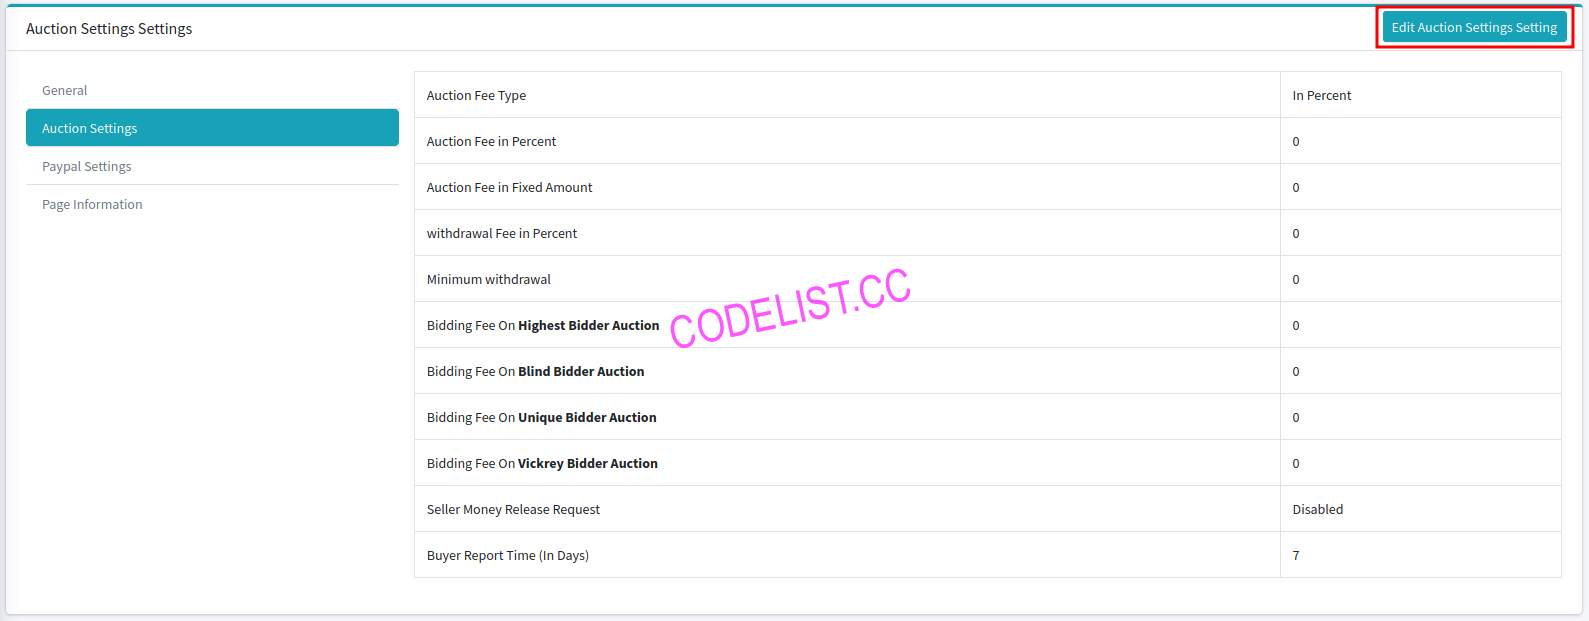 Auction Settings Settings
Edit Auction Settings Setting
General
Auction Settings
Paypal Settings
Page Information
Auction Fee Type In Percent
Auction Fee in Percent 0
Auction Fee in Fixed Amount 0
withdrawal Fee in Percent 0
Minimum withdrawal 0
Bidding Fee On Highest Bidder Auction 0
Bidding Fee On Blind Bidder Auction 0
Bidding Fee On Unique Bidder Auction 0
Bidding Fee On Vickrey Bidder Auction 0
Seller Money Release Request Disabled
Buyer Report Time (In Days) 7
CODELIST.CC